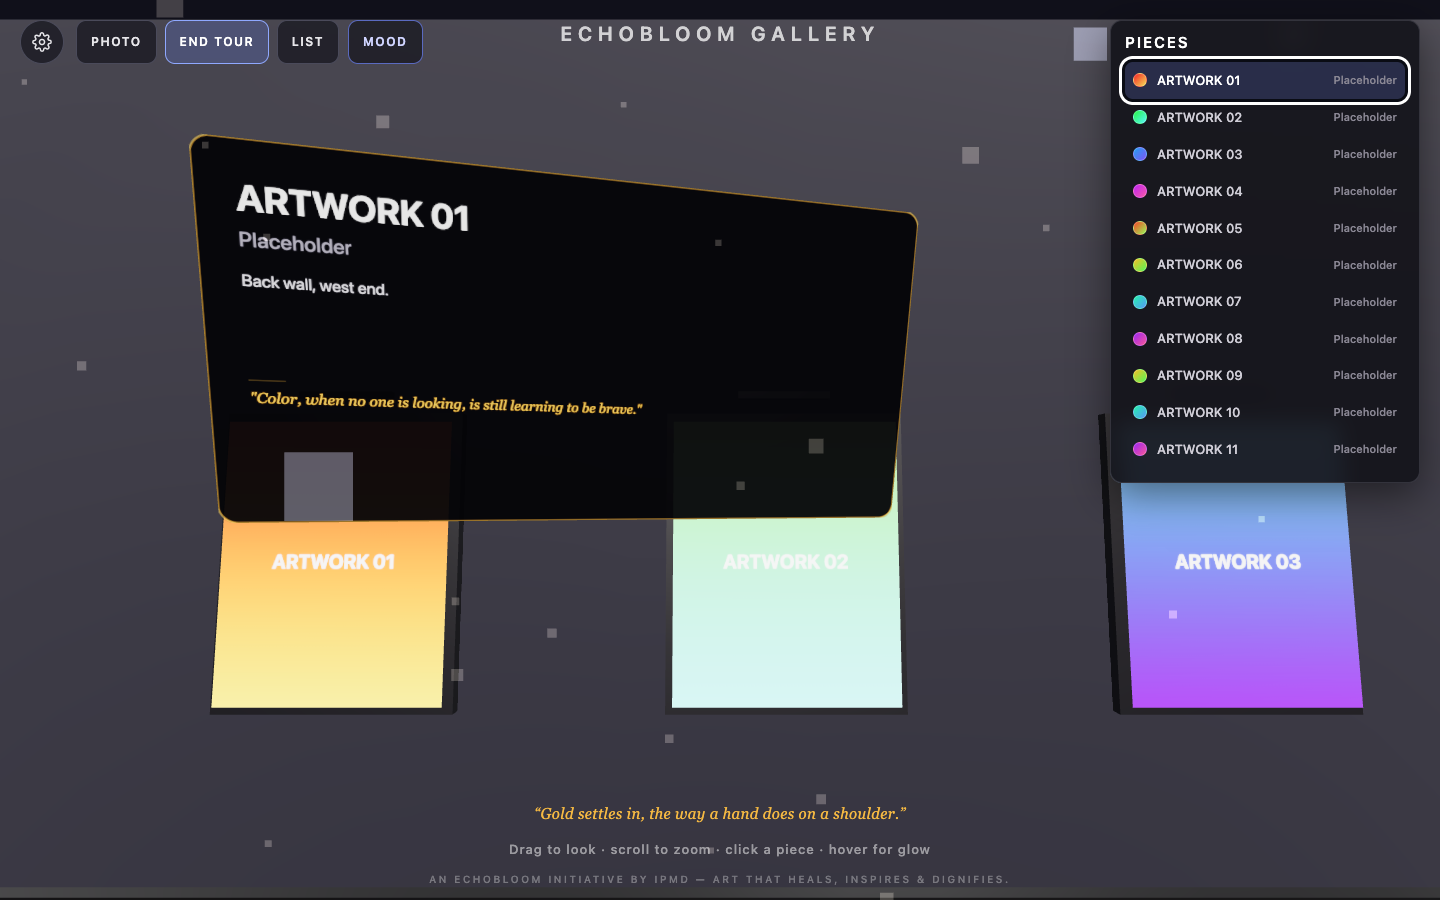 PHOTO
END TOUR
LIST
MOOD
ECHOBLOOM GALLERY
PIECES
ARTWORK 01 Placeholder
ARTWORK 02 Placeholder
ARTWORK 03 Placeholder
ARTWORK 04 Placeholder
ARTWORK 05 Placeholder
ARTWORK 06 Placeholder
ARTWORK 07 Placeholder
ARTWORK 08 Placeholder
ARTWORK 09 Placeholder
ARTWORK 10 Placeholder
ARTWORK 11 Placeholder
ARTWORK 01
Placeholder
Back wall, west end.
"Color, when no one is looking, is still learning to be brave."
ARTWORK 01
ARTWORK 02
ARTWORK 03
“Gold settles in, the way a hand does on a shoulder.”
Drag to look · scroll to zoom · click a piece · hover for glow
AN ECHOBLOOM INITIATIVE BY IPMD — ART THAT HEALS, INSPIRES & DIGNIFIES.